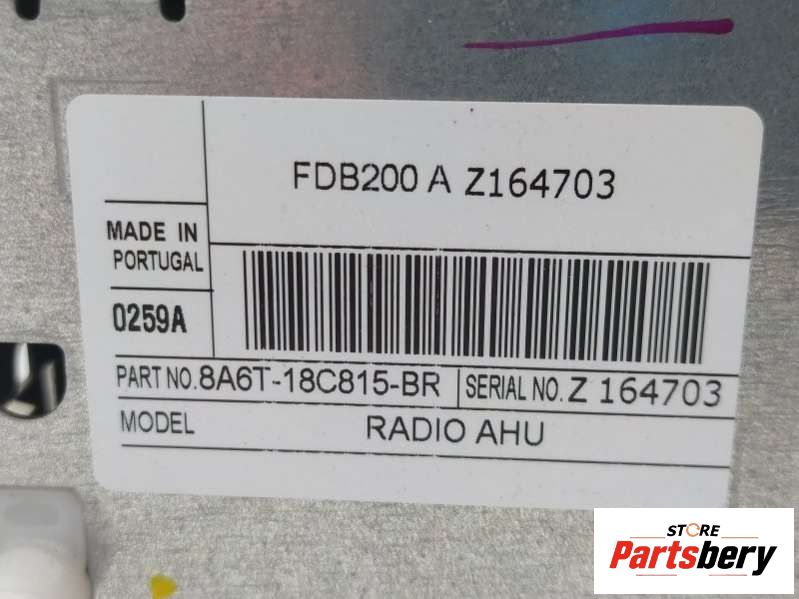 FDB200 A Z164703
MADE IN
PORTUGAL
0259A
PART NO.8A6T-18C815-BR SERIAL NO. Z 164703
MODEL RADIO AHU
STORE
Partsbery